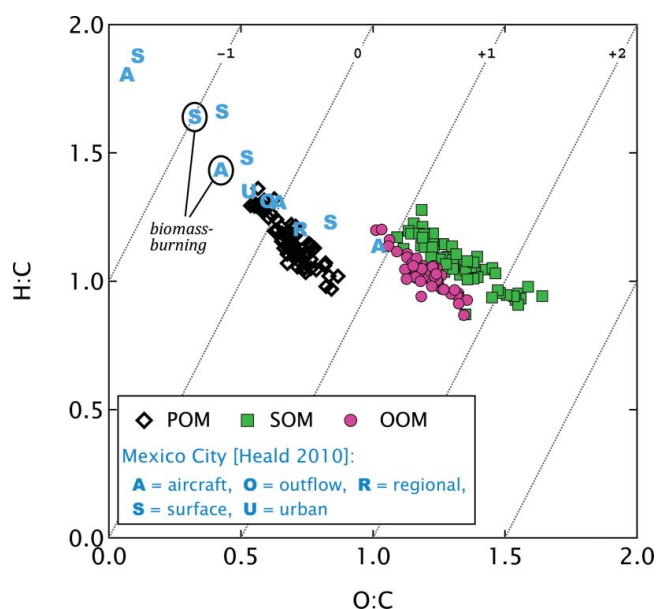 2.0
-1
0
+1
+2
S
A
S
S
A
S
1.5
biomass-
burning
U
O
A
S
R
A
H:C
1.0
0.5
POM
SOM
OOM
Mexico City [Heald 2010]:
A = aircraft, O = outflow, R = regional,
S = surface, U = urban
0.0
0.0
0.5
1.0
1.5
2.0
O:C